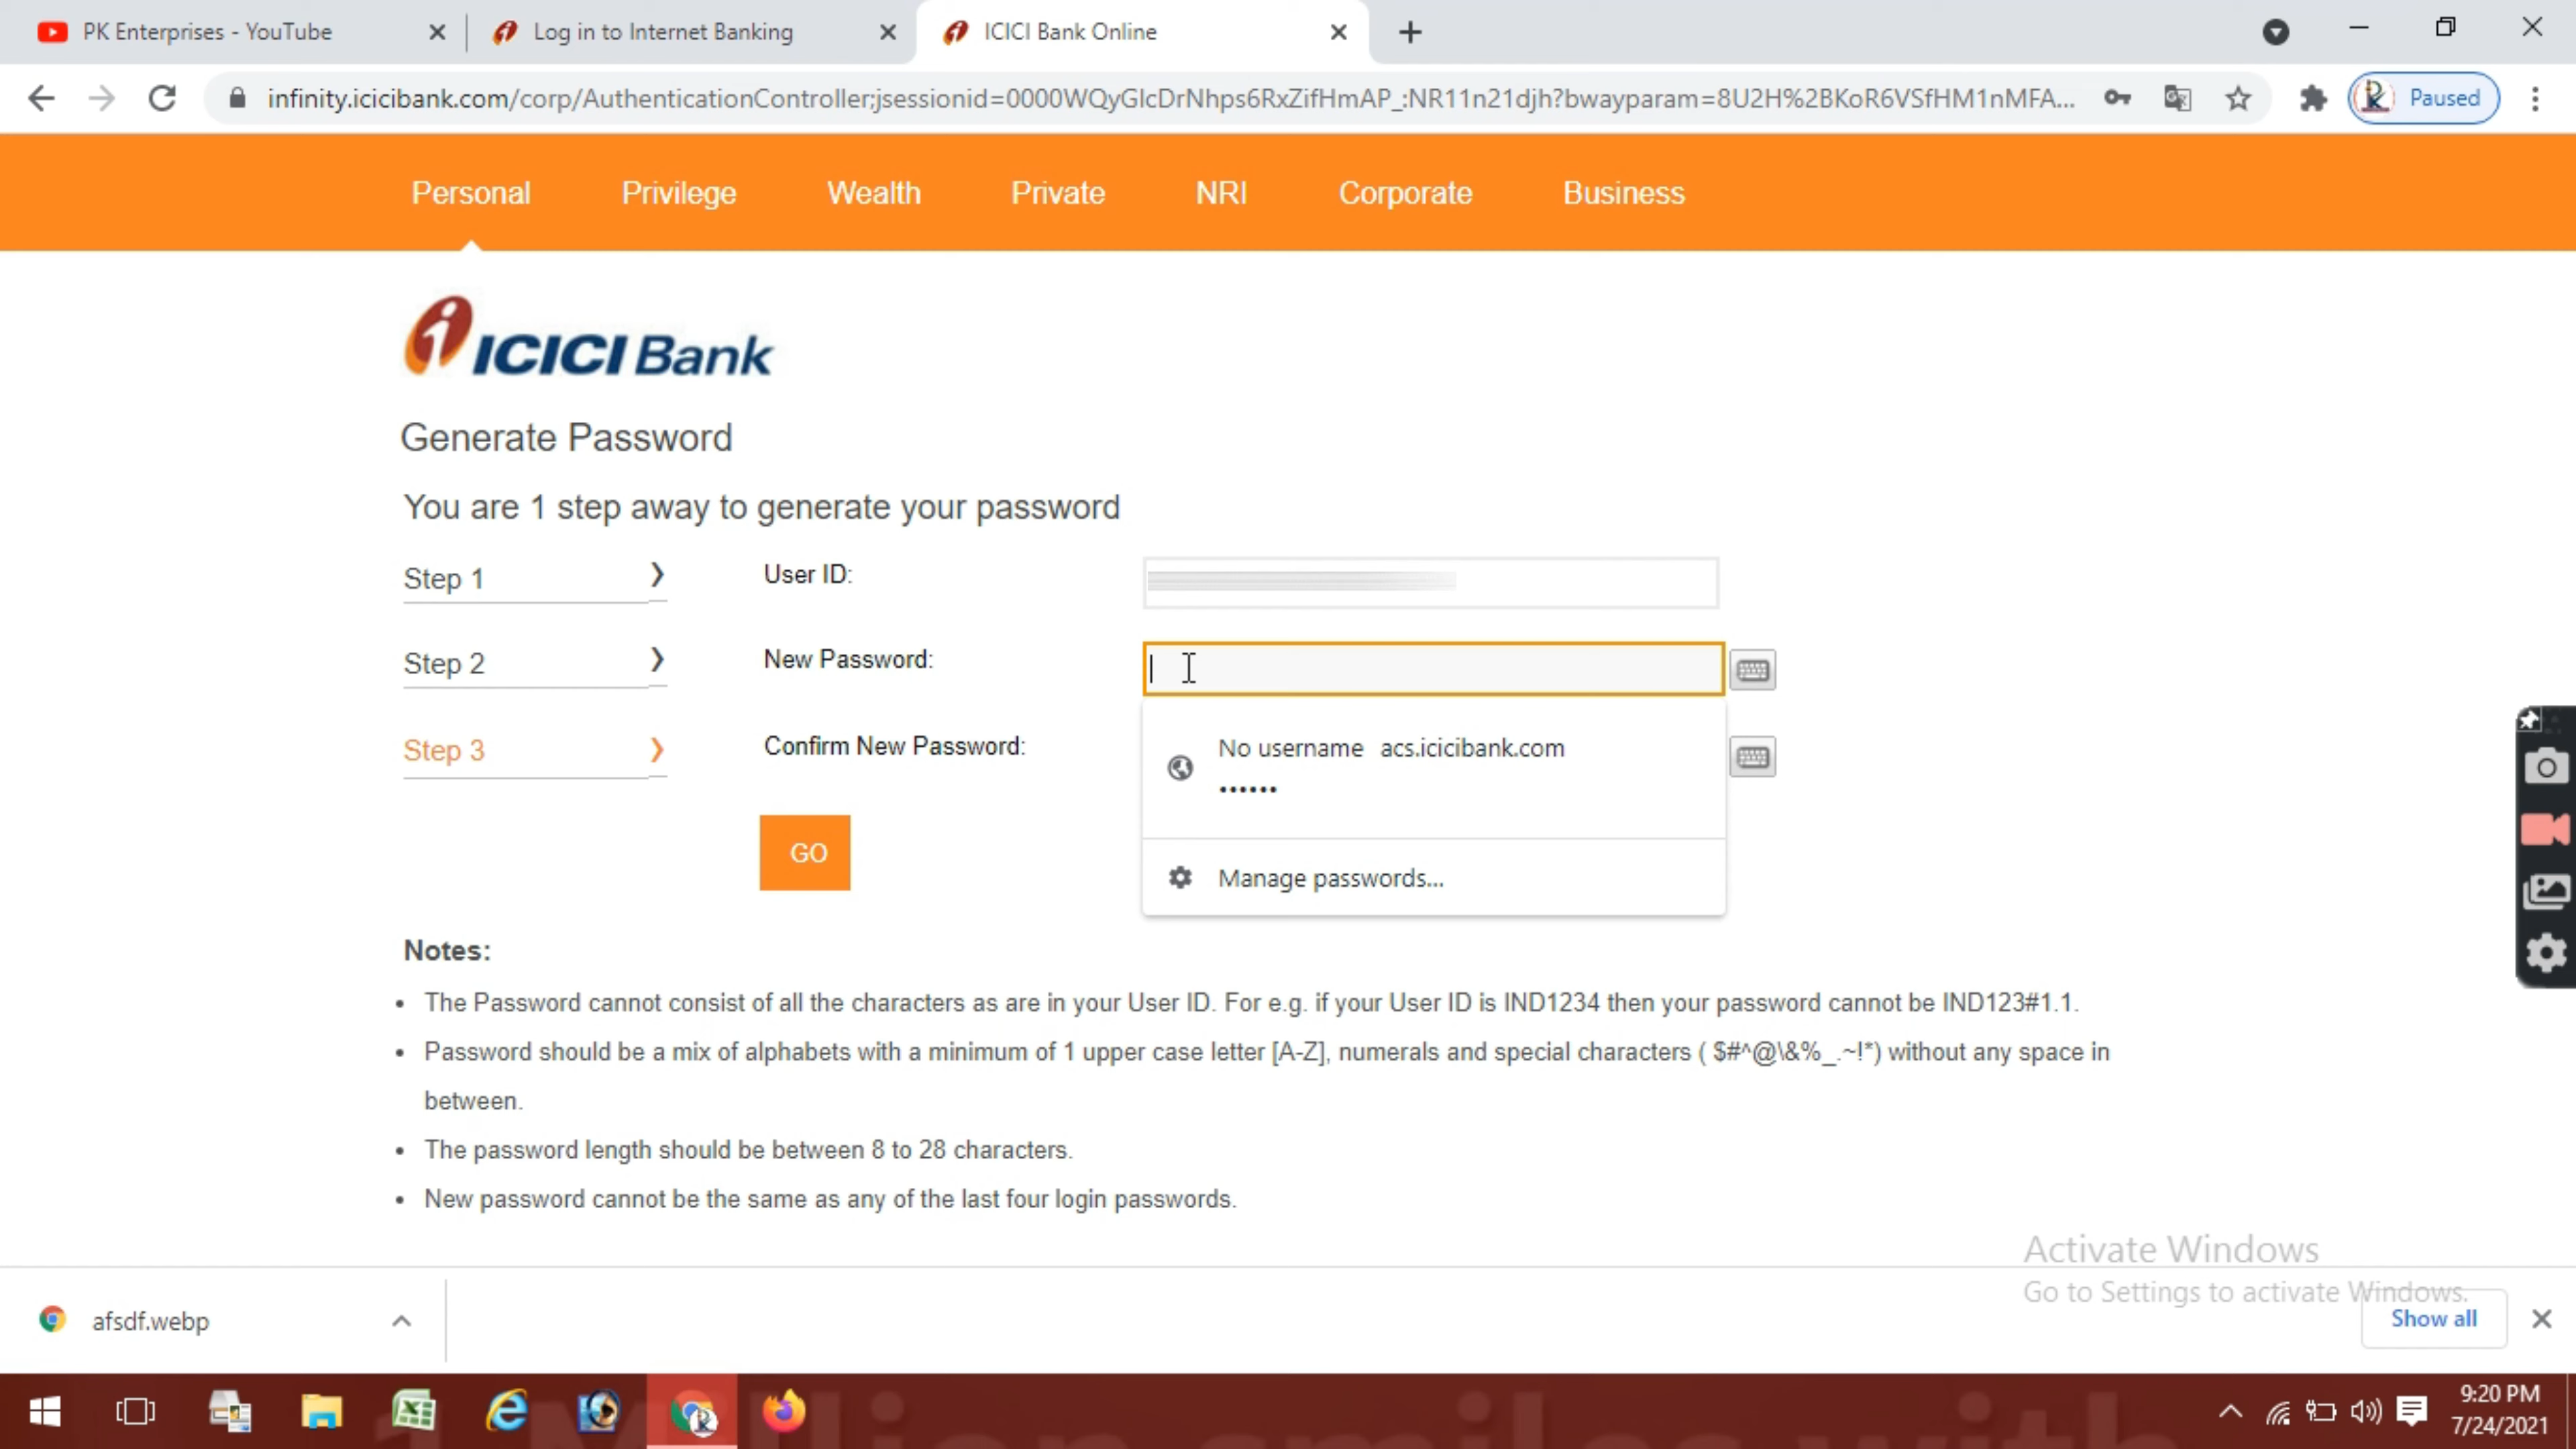 PK Enterprises - YouTube
Log in to Internet Banking
ICICI Bank Online
infinity.icicibank.com/corp/AuthenticationController;jsessionid=0000WQyGlcDrNhps6RxZifHmAP_:NR11n21djh?bwayparam=8U2H%2BKoR6VSfHM1nMFA...
Paused
Personal Privilege Wealth Private NRI Corporate Business
ICICI Bank
Generate Password
You are 1 step away to generate your password
Step 1
User ID:
Step 2
New Password:
Step 3
Confirm New Password:
No username acs.icicibank.com
••••••
Manage passwords...
GO
Notes:
• The Password cannot consist of all the characters as are in your User ID. For e.g. if your User ID is IND1234 then your password cannot be IND123#1.1.
• Password should be a mix of alphabets with a minimum of 1 upper case letter [A-Z], numerals and special characters ( $#^@\&%_.~!*) without any space in
between.
• The password length should be between 8 to 28 characters.
• New password cannot be the same as any of the last four login passwords.
Activate Windows
Go to Settings to activate Windows.
afsdf.webp
Show all
9:20 PM
7/24/2021